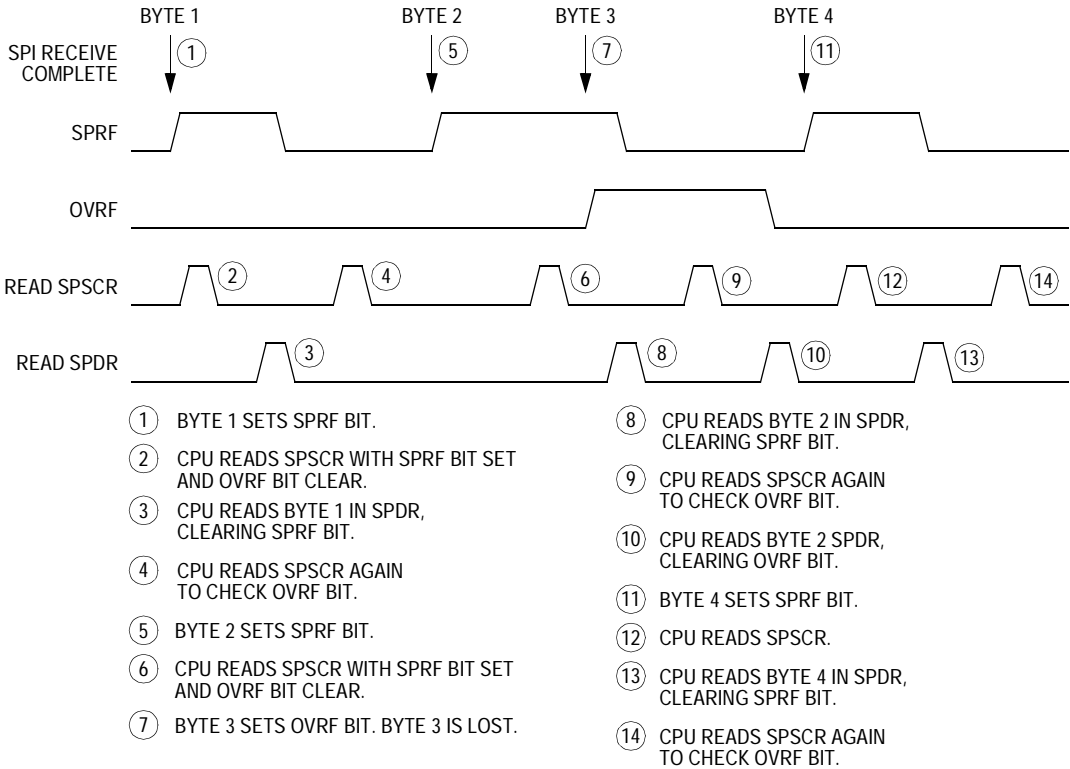 BYTE 1 BYTE 2 BYTE 3 BYTE 4
SPI RECEIVE
COMPLETE
1 5 7 11
SPRF
OVRF
READ SPSCR
2 4 6 9 12 14
READ SPDR
3 8 10 13
1 BYTE 1 SETS SPRF BIT.
2 CPU READS SPSCR WITH SPRF BIT SET
AND OVRF BIT CLEAR.
3 CPU READS BYTE 1 IN SPDR,
CLEARING SPRF BIT.
4 CPU READS SPSCR AGAIN
TO CHECK OVRF BIT.
5 BYTE 2 SETS SPRF BIT.
6 CPU READS SPSCR WITH SPRF BIT SET
AND OVRF BIT CLEAR.
7 BYTE 3 SETS OVRF BIT. BYTE 3 IS LOST.
8 CPU READS BYTE 2 IN SPDR,
CLEARING SPRF BIT.
9 CPU READS SPSCR AGAIN
TO CHECK OVRF BIT.
10 CPU READS BYTE 2 SPDR,
CLEARING OVRF BIT.
11 BYTE 4 SETS SPRF BIT.
12 CPU READS SPSCR.
13 CPU READS BYTE 4 IN SPDR,
CLEARING SPRF BIT.
14 CPU READS SPSCR AGAIN
TO CHECK OVRF BIT.